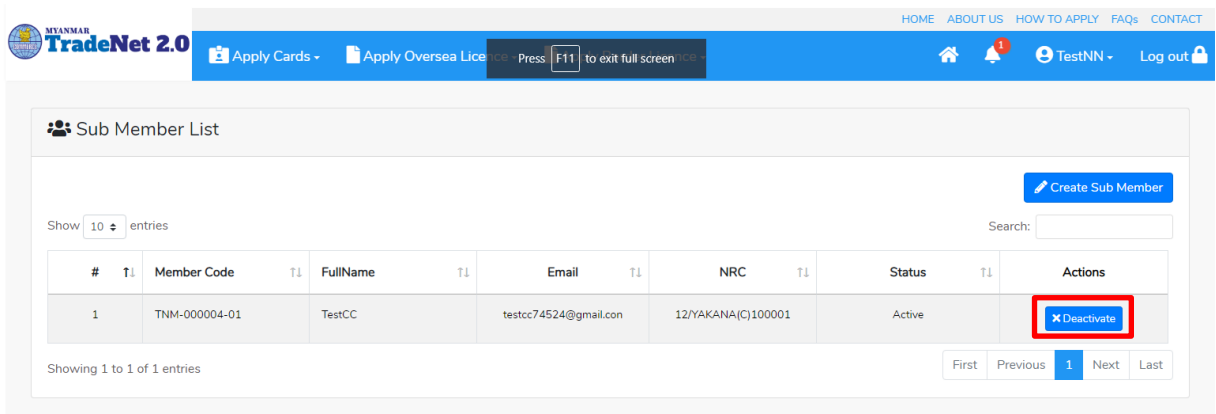 HOME ABOUT US HOW TO APPLY FAQs CONTACT
MYANMAR
TradeNet 2.0
Apply Cards Apply Oversea Licence Press F11 to exit full screen nce 1 TestNN Log out
Sub Member List
Create Sub Member
Show 10 entries Search:
# Member Code FullName Email NRC Status Actions
1 TNM-000004-01 TestCC testcc74524@gmail.con 12/YAKANA(C)100001 Active Deactivate
Showing 1 to 1 of 1 entries First Previous 1 Next Last